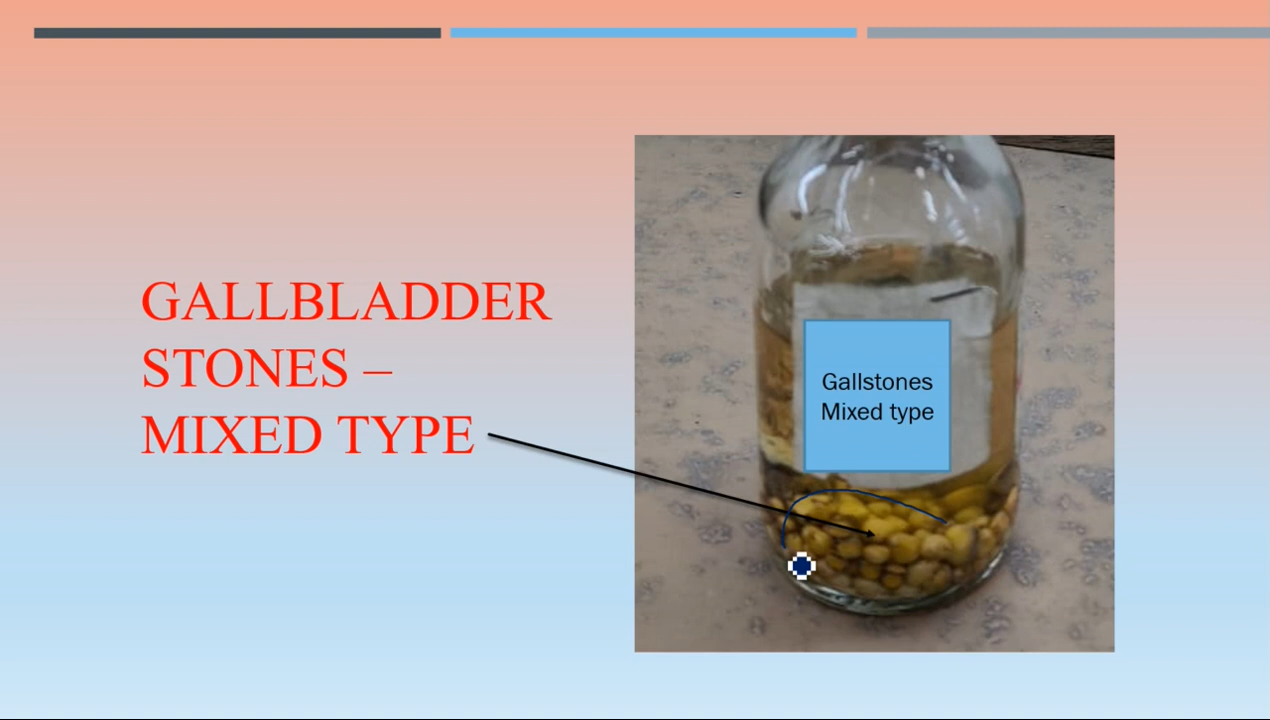 GALLBLADDER
STONES –
MIXED TYPE
Gallstones
Mixed type